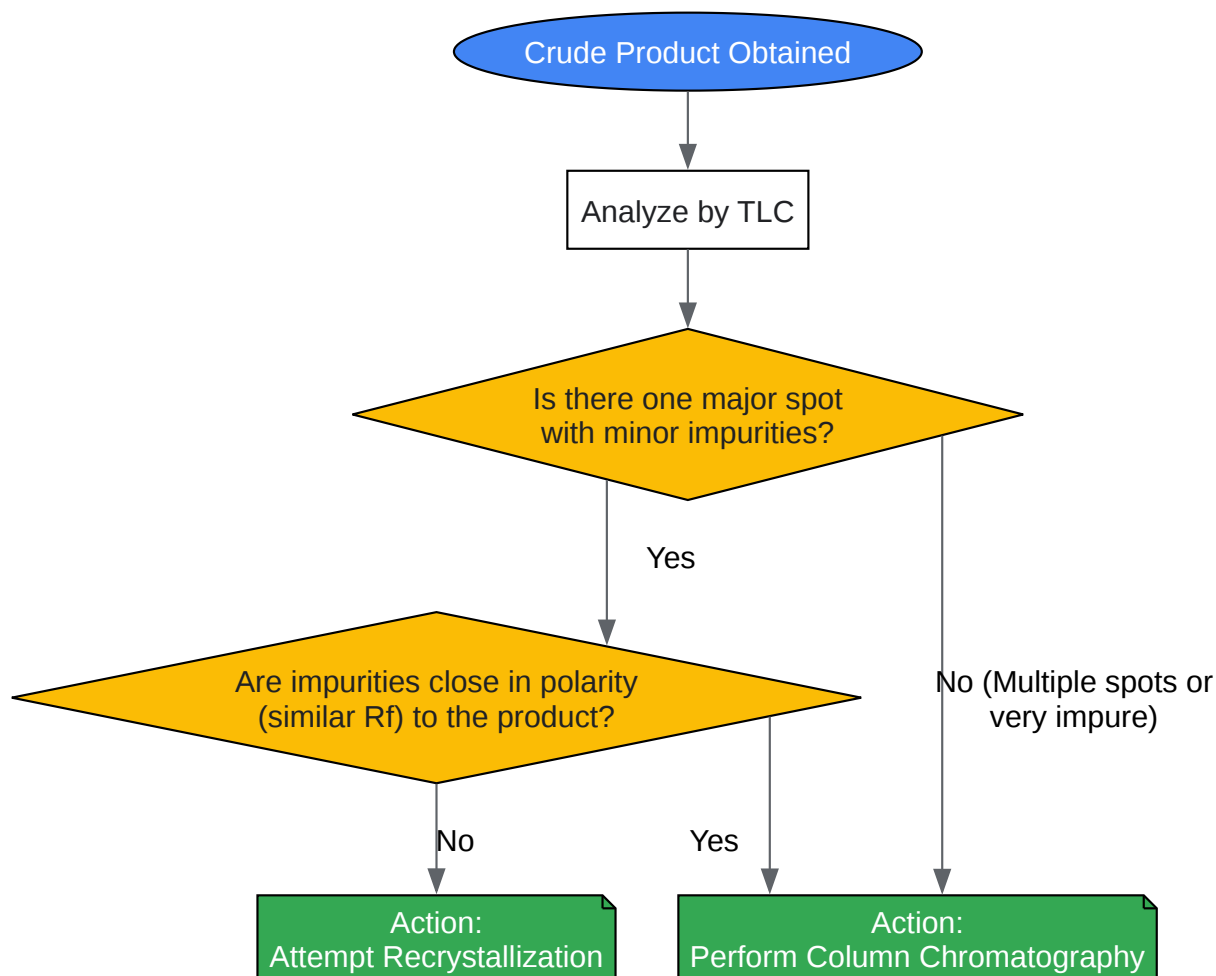 Crude Product Obtained
Analyze by TLC
Is there one major spot
with minor impurities?
Yes
Are impurities close in polarity
(similar Rf) to the product?
No (Multiple spots or
very impure)
No
Yes
Action:
Attempt Recrystallization
Action:
Perform Column Chromatography